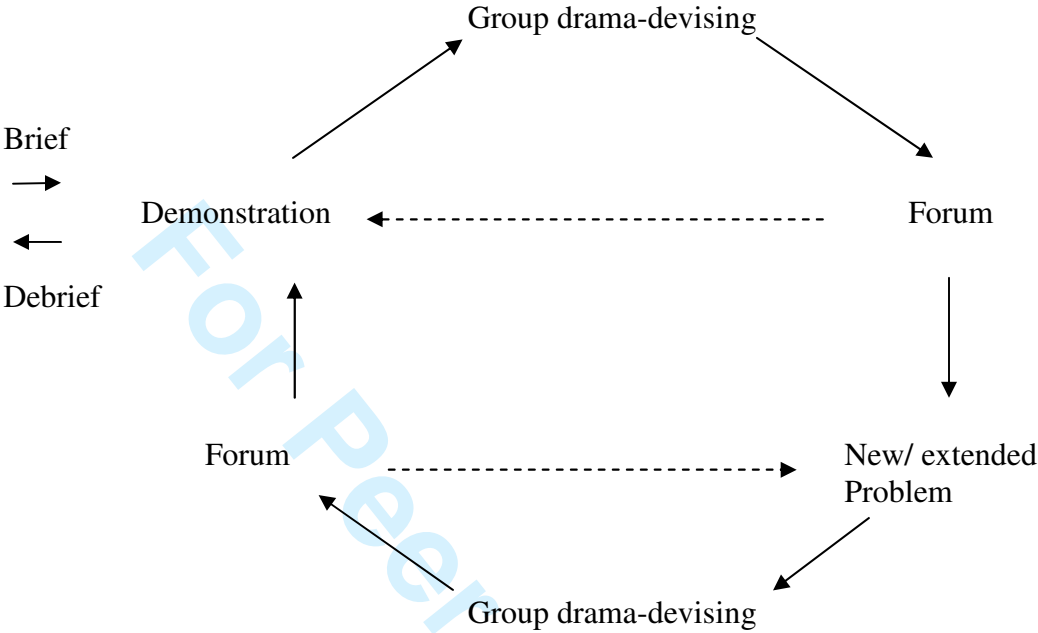 Group drama-devising
Brief
Demonstration
Forum
Debrief
Forum
New/ extended
Problem
Group drama-devising
For Peer